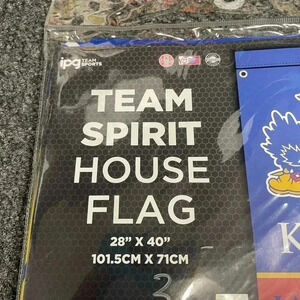 ipg TEAM
SPORTS
TEAM
SPIRIT
HOUSE
FLAG
28” X 40”
101.5CM X 71CM
K